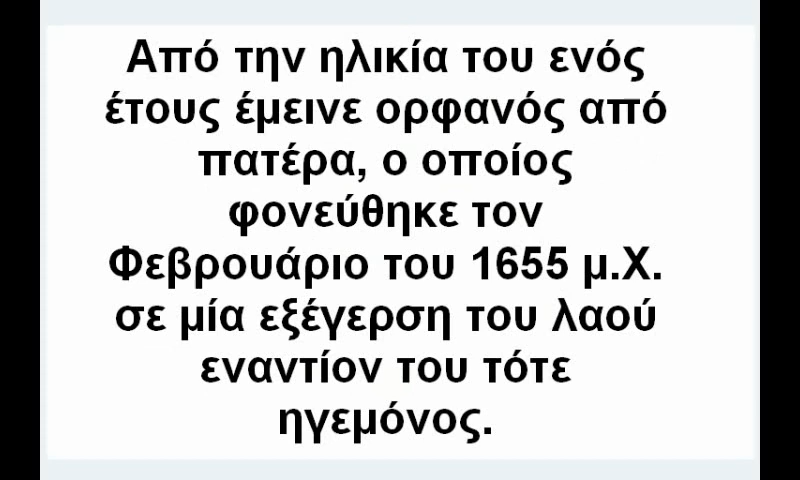 Από την ηλικία του ενός
έτους έμεινε ορφανός από
πατέρα, ο οποίος
φονεύθηκε τον
Φεβρουάριο του 1655 μ.Χ.
σε μία εξέγερση του λαού
εναντίον του τότε
ηγεμόνος.